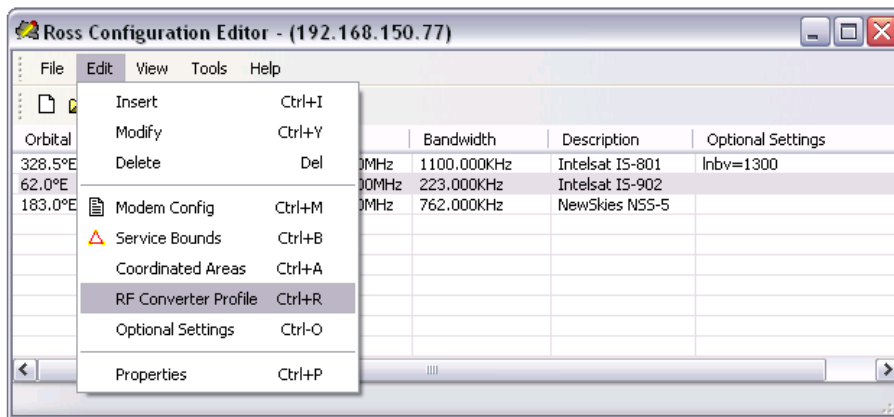 Ross Configuration Editor - (192.168.150.77)
File Edit View Tools Help
Orbital Bandwidth Description Optional Settings
328.5°E 0MHz 1100.000KHz Intelsat IS-801 lnbv=1300
62.0°E 00MHz 223.000KHz Intelsat IS-902
183.0°E 0MHz 762.000KHz NewSkies NSS-5
Insert Ctrl+I
Modify Ctrl+Y
Delete Del
Modem Config Ctrl+M
Service Bounds Ctrl+B
Coordinated Areas Ctrl+A
RF Converter Profile Ctrl+R
Optional Settings Ctrl-O
Properties Ctrl+P